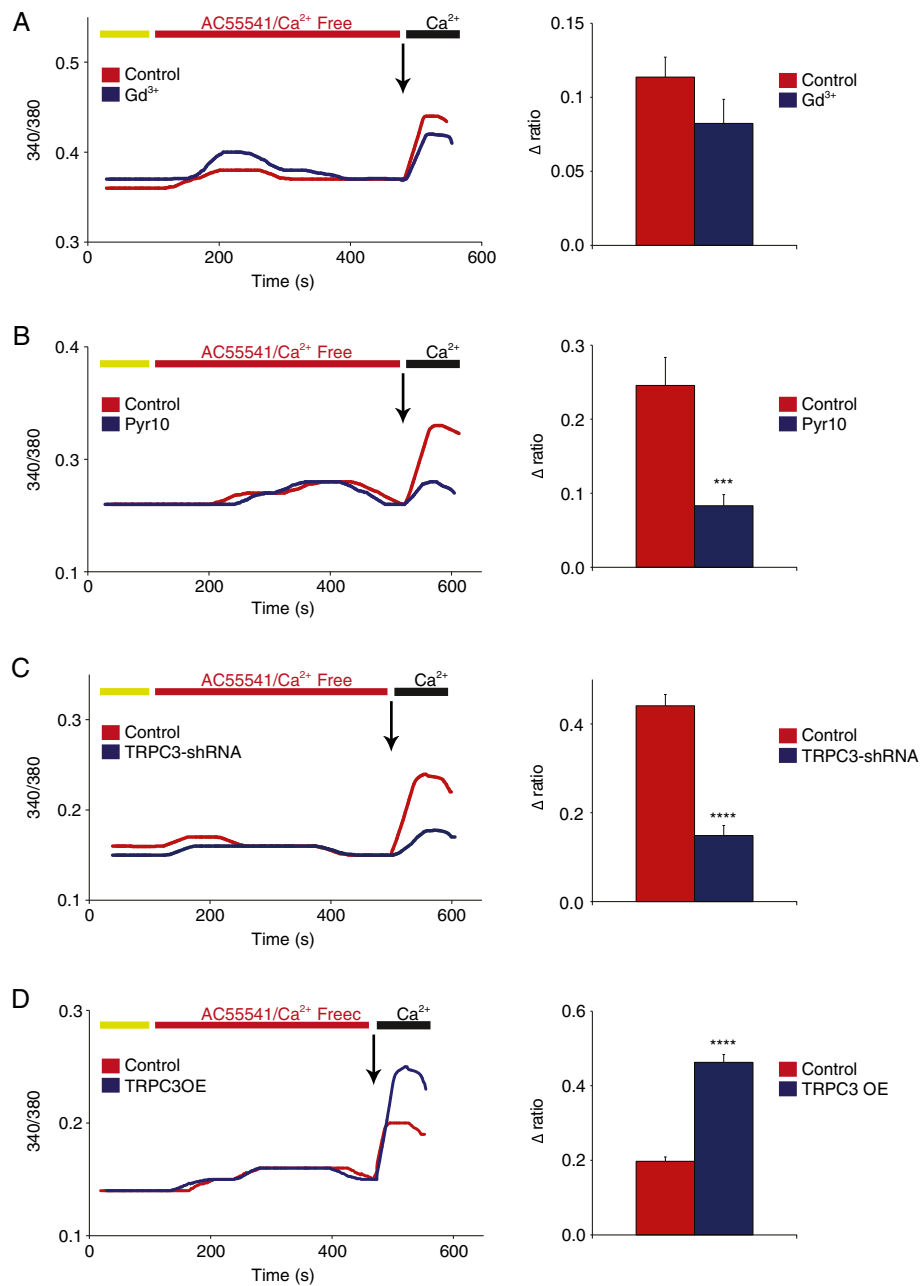 A
AC55541/Ca²⁺ Free
Ca²⁺
0.5
0.4
0.3
340/380
Control
Gd³⁺
0
200
400
600
Time (s)
0.15
0.1
0.05
0.0
Δ ratio
Control
Gd³⁺
B
AC55541/Ca²⁺ Free
Ca²⁺
0.4
0.3
0.1
340/380
Control
Pyr10
0
200
400
600
Time (s)
0.3
0.2
0.1
0.0
Δ ratio
***
Control
Pyr10
C
AC55541/Ca²⁺ Free
Ca²⁺
0.3
0.2
0.1
340/380
Control
TRPC3-shRNA
0
200
400
600
Time (s)
0.4
0.2
0.0
Δ ratio
****
Control
TRPC3-shRNA
D
AC55541/Ca²⁺ Freec
Ca²⁺
0.3
0.2
0.1
340/380
Control
TRPC3OE
0
200
400
600
Time (s)
0.6
0.4
0.2
0.0
Δ ratio
****
Control
TRPC3 OE